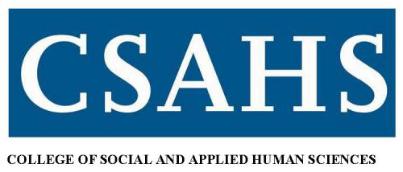 CSAHS
COLLEGE OF SOCIAL AND APPLIED HUMAN SCIENCES